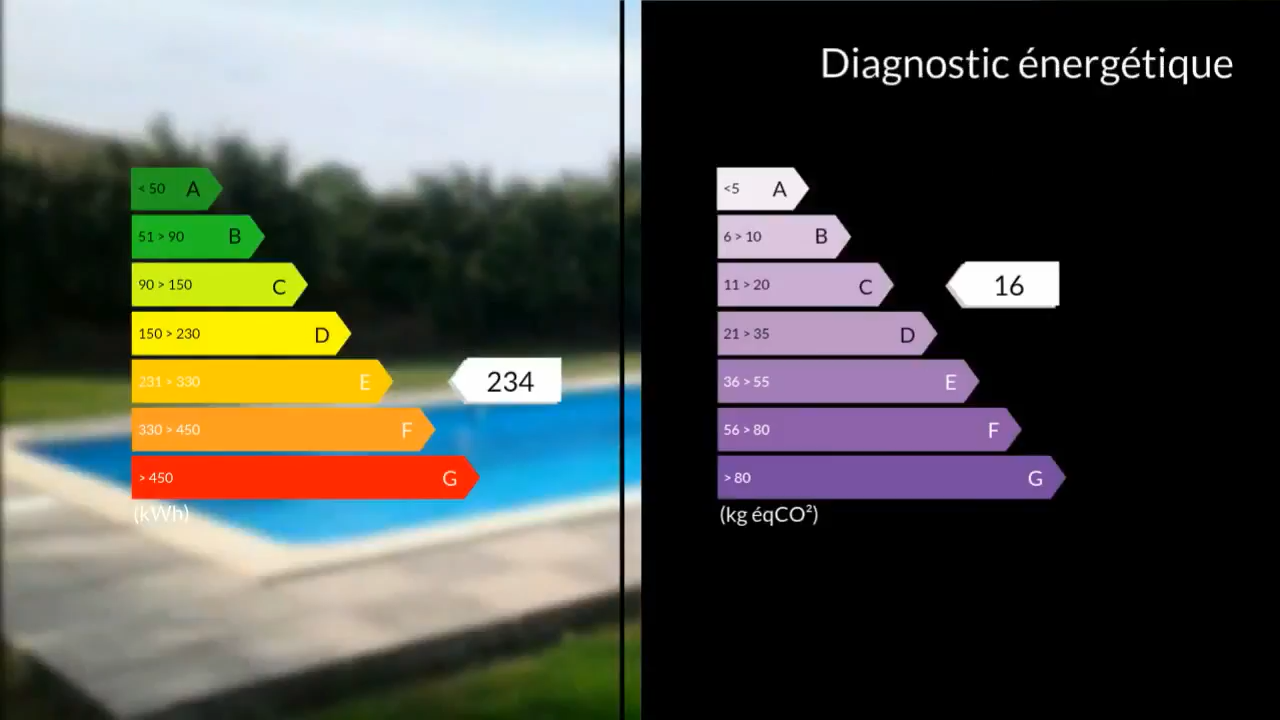 Diagnostic énergétique
< 50 A
51 > 90 B
90 > 150 C
150 > 230 D
231 > 330 E
234
330 > 450 F
> 450 G
(kWh)
<5 A
6 > 10 B
11 > 20 C
16
21 > 35 D
36 > 55 E
56 > 80 F
> 80 G
(kg éqCO²)